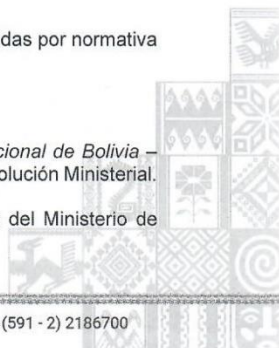 das por normativa
cional de Bolivia –
olución Ministerial.
del Ministerio de
(591 - 2) 2186700